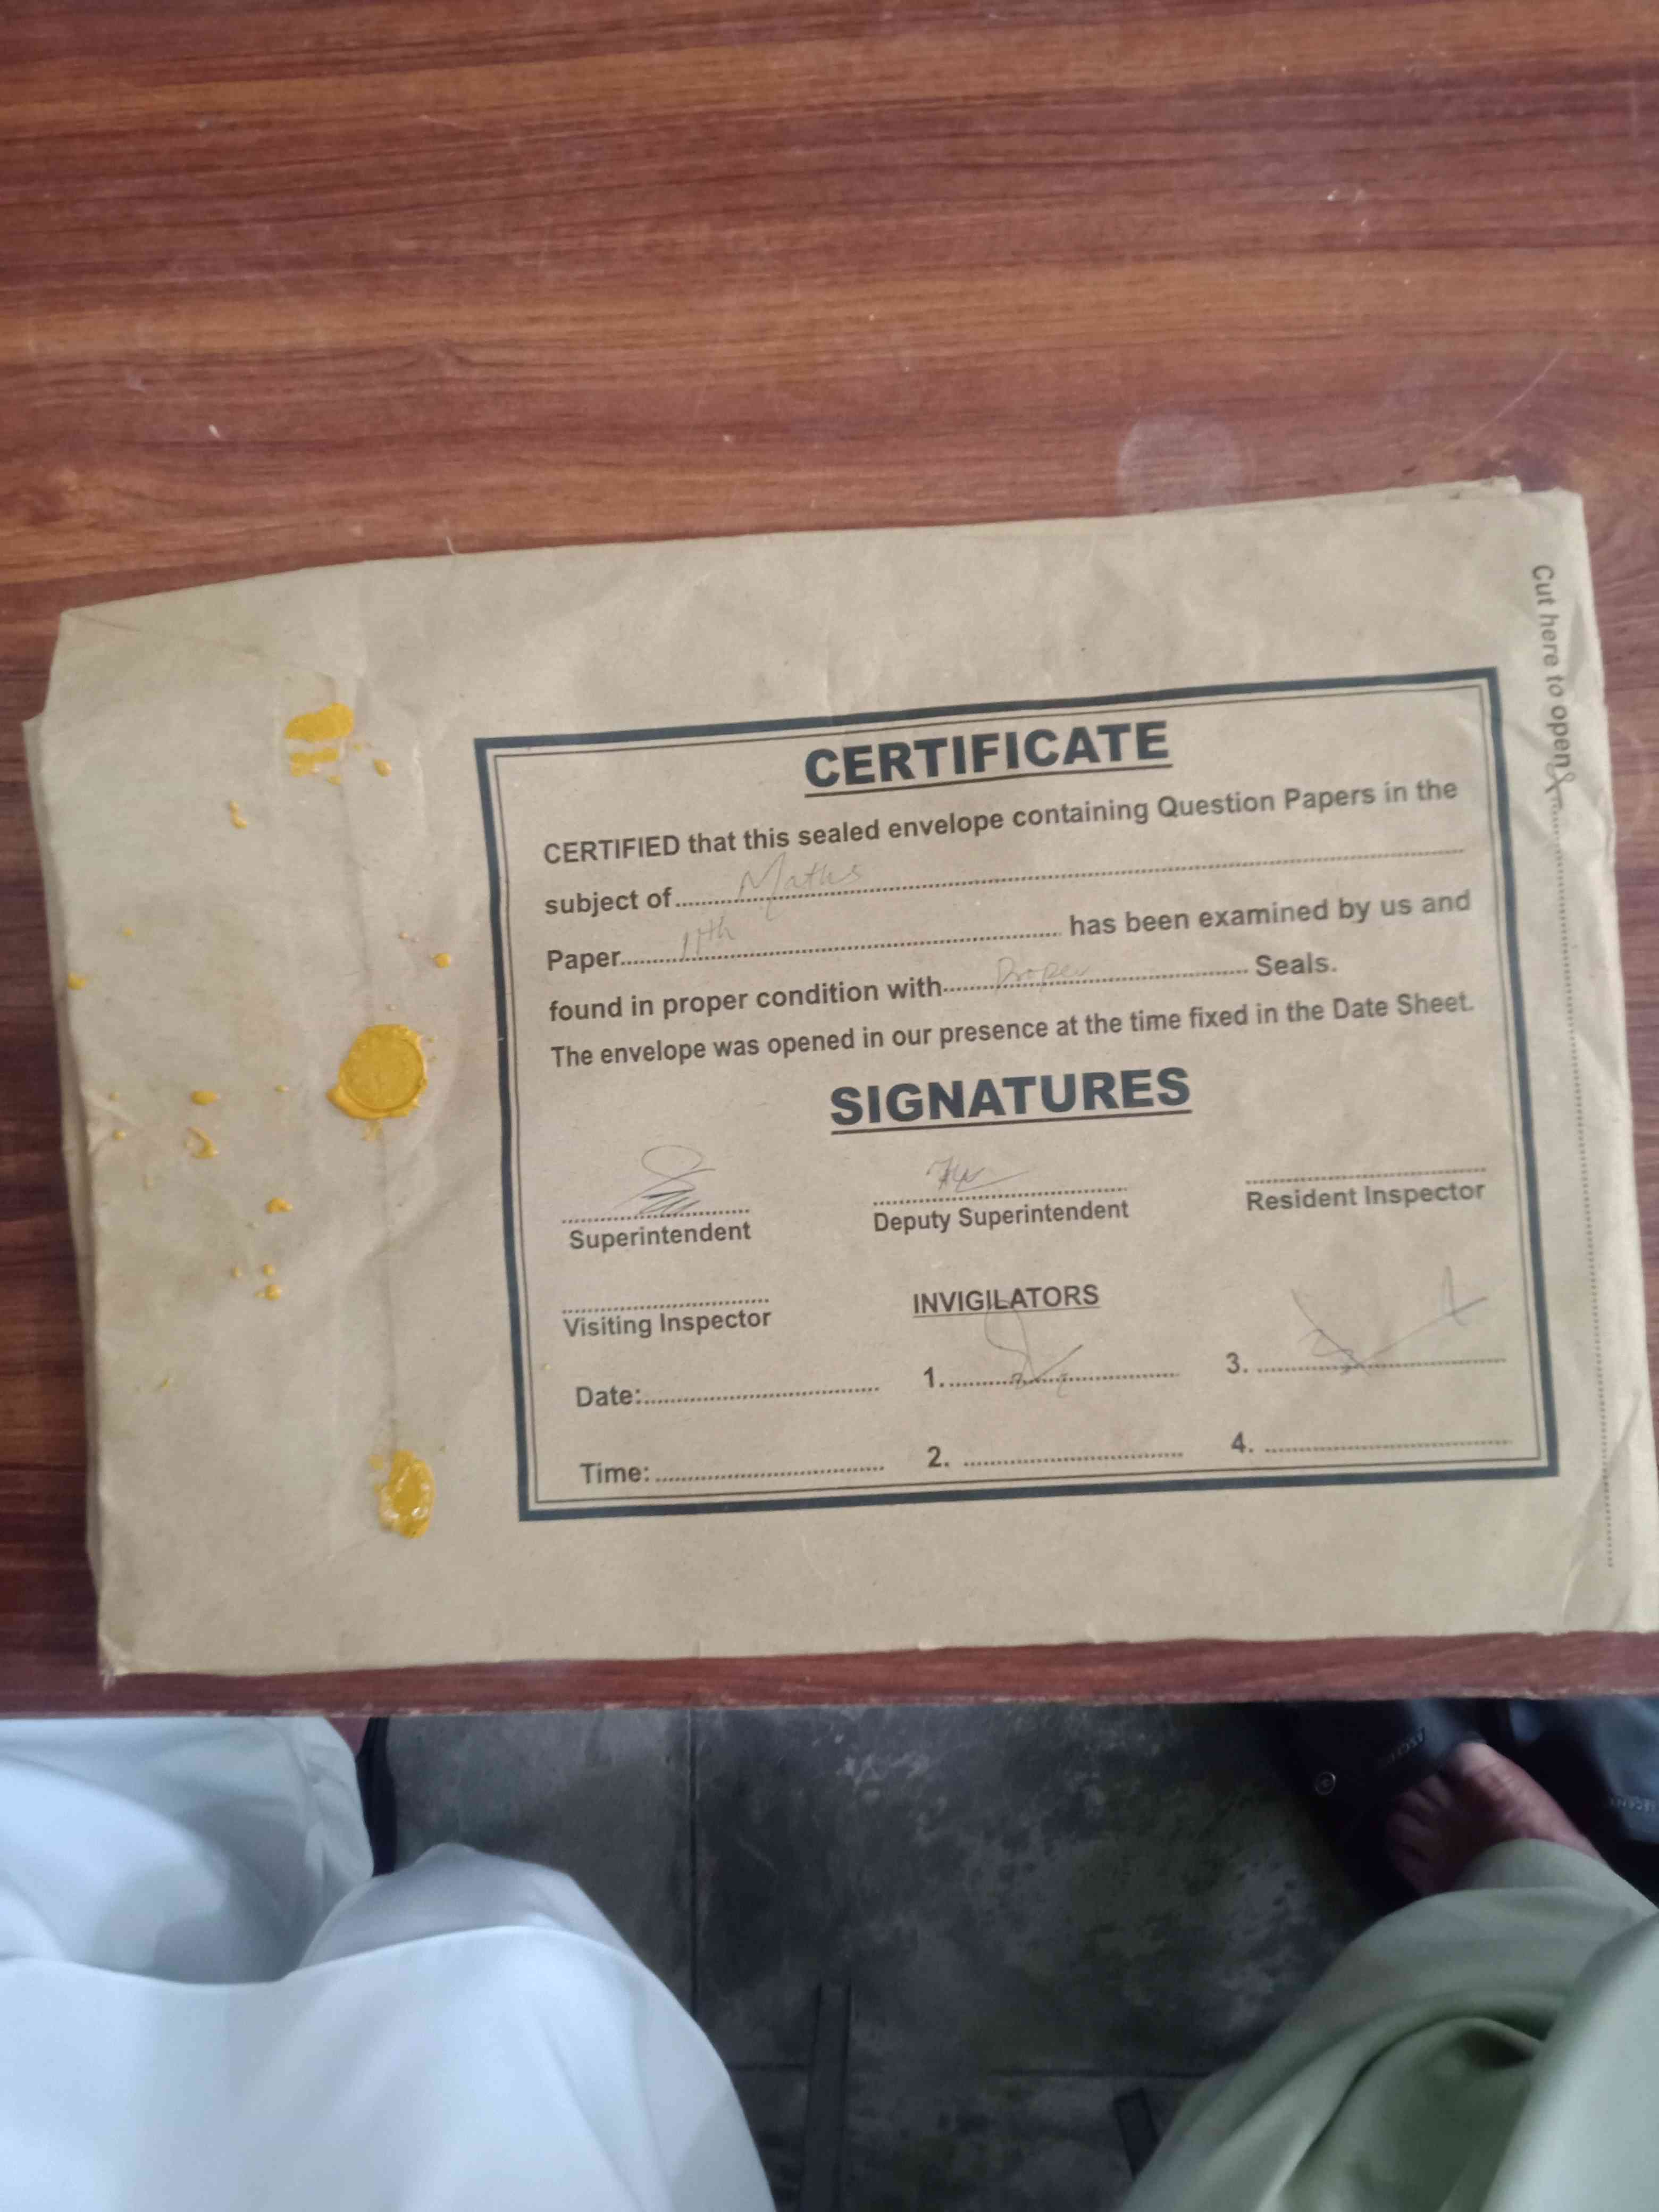 Cut here to open
CERTIFICATE
CERTIFIED that this sealed envelope containing Question Papers in the
subject of Maths
Paper 11th has been examined by us and
found in proper condition with Proper Seals.
The envelope was opened in our presence at the time fixed in the Date Sheet.
SIGNATURES
Superintendent Deputy Superintendent Resident Inspector
Visiting Inspector INVIGILATORS
Date: 1. 3.
Time: 2. 4.